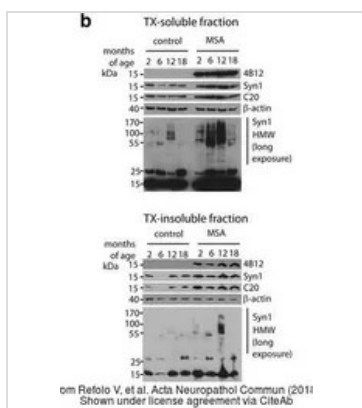 b
TX-soluble fraction
months of age control MSA
kDa 2 6 12 18 2 6 12 18
15 4B12
15 Syn1
15 C20
40 β-actin
170
100
55
Syn1
HMW
(long
exposure)
25
15
TX-insoluble fraction
months of age control MSA
kDa 2 6 12 18 2 6 12 18
15 4B12
15 Syn1
15 C20
40 β-actin
170
100
55
Syn1
HMW
(long
exposure)
25
15
om Refolo V, et al. Acta Neuropathol Commun (2018
Shown under license agreement via CiteAb